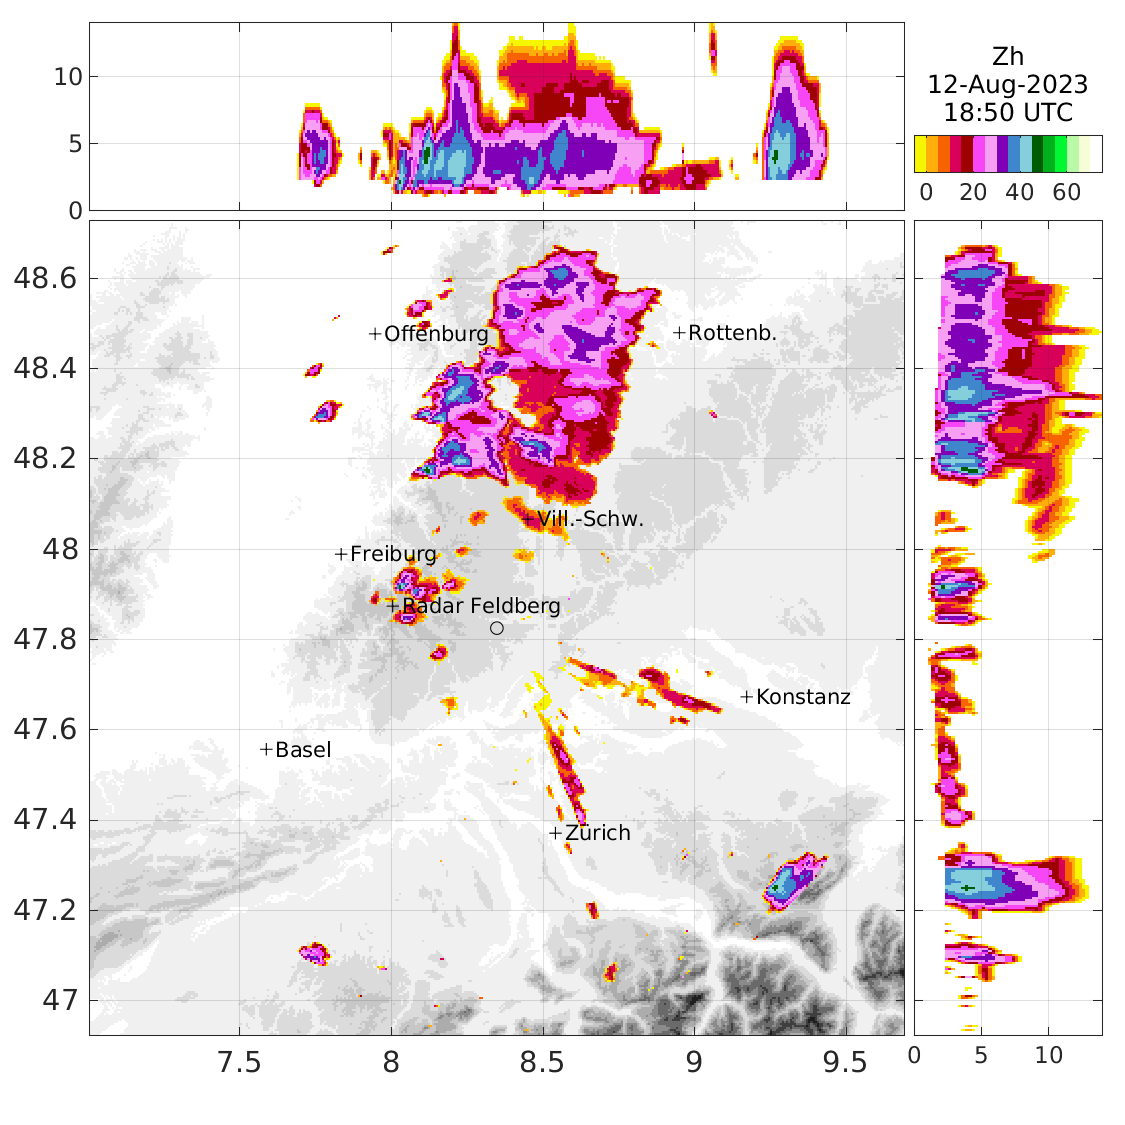 10
5
0
Zh
12-Aug-2023
18:50 UTC
0 20 40 60
48.6
48.4
48.2
48
47.8
47.6
47.4
47.2
47
+Offenburg
+Rottenb.
+Vill.-Schw.
+Freiburg
+Radar Feldberg
+Konstanz
+Basel
+Zürich
7.5 8 8.5 9 9.5
0 5 10